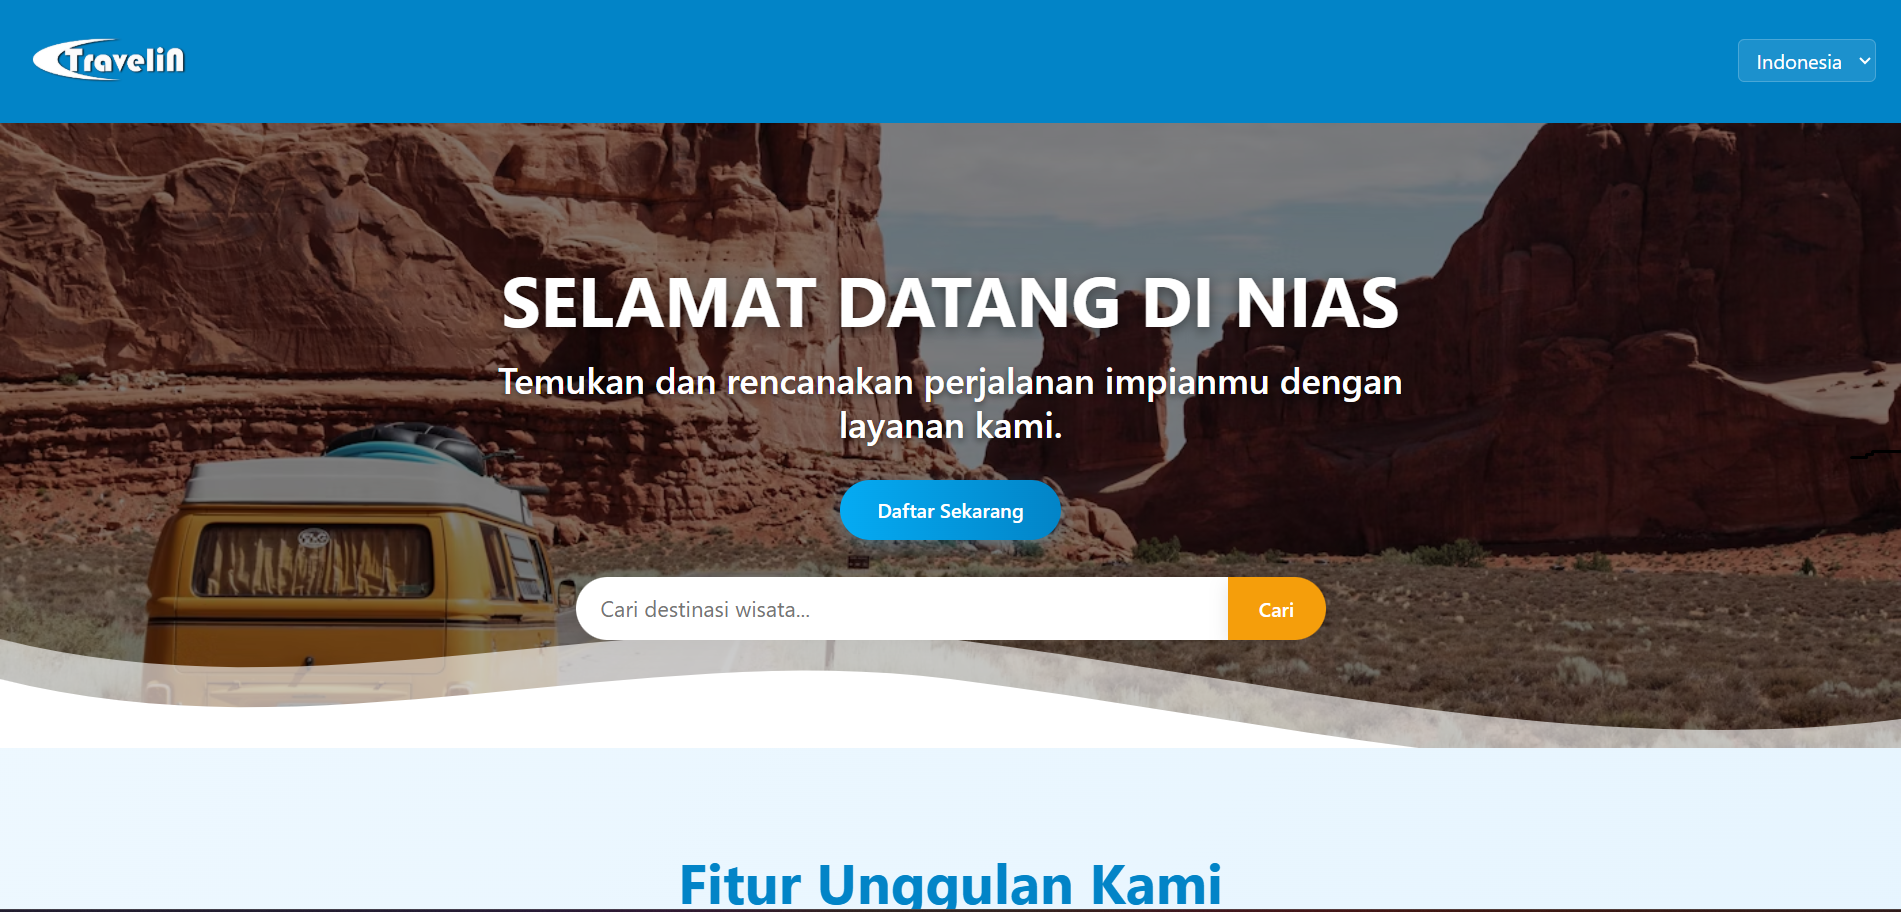 TraveliN
Indonesia
SELAMAT DATANG DI NIAS
Temukan dan rencanakan perjalanan impianmu dengan
layanan kami.
Daftar Sekarang
Cari destinasi wisata...
Cari
Fitur Unggulan Kami